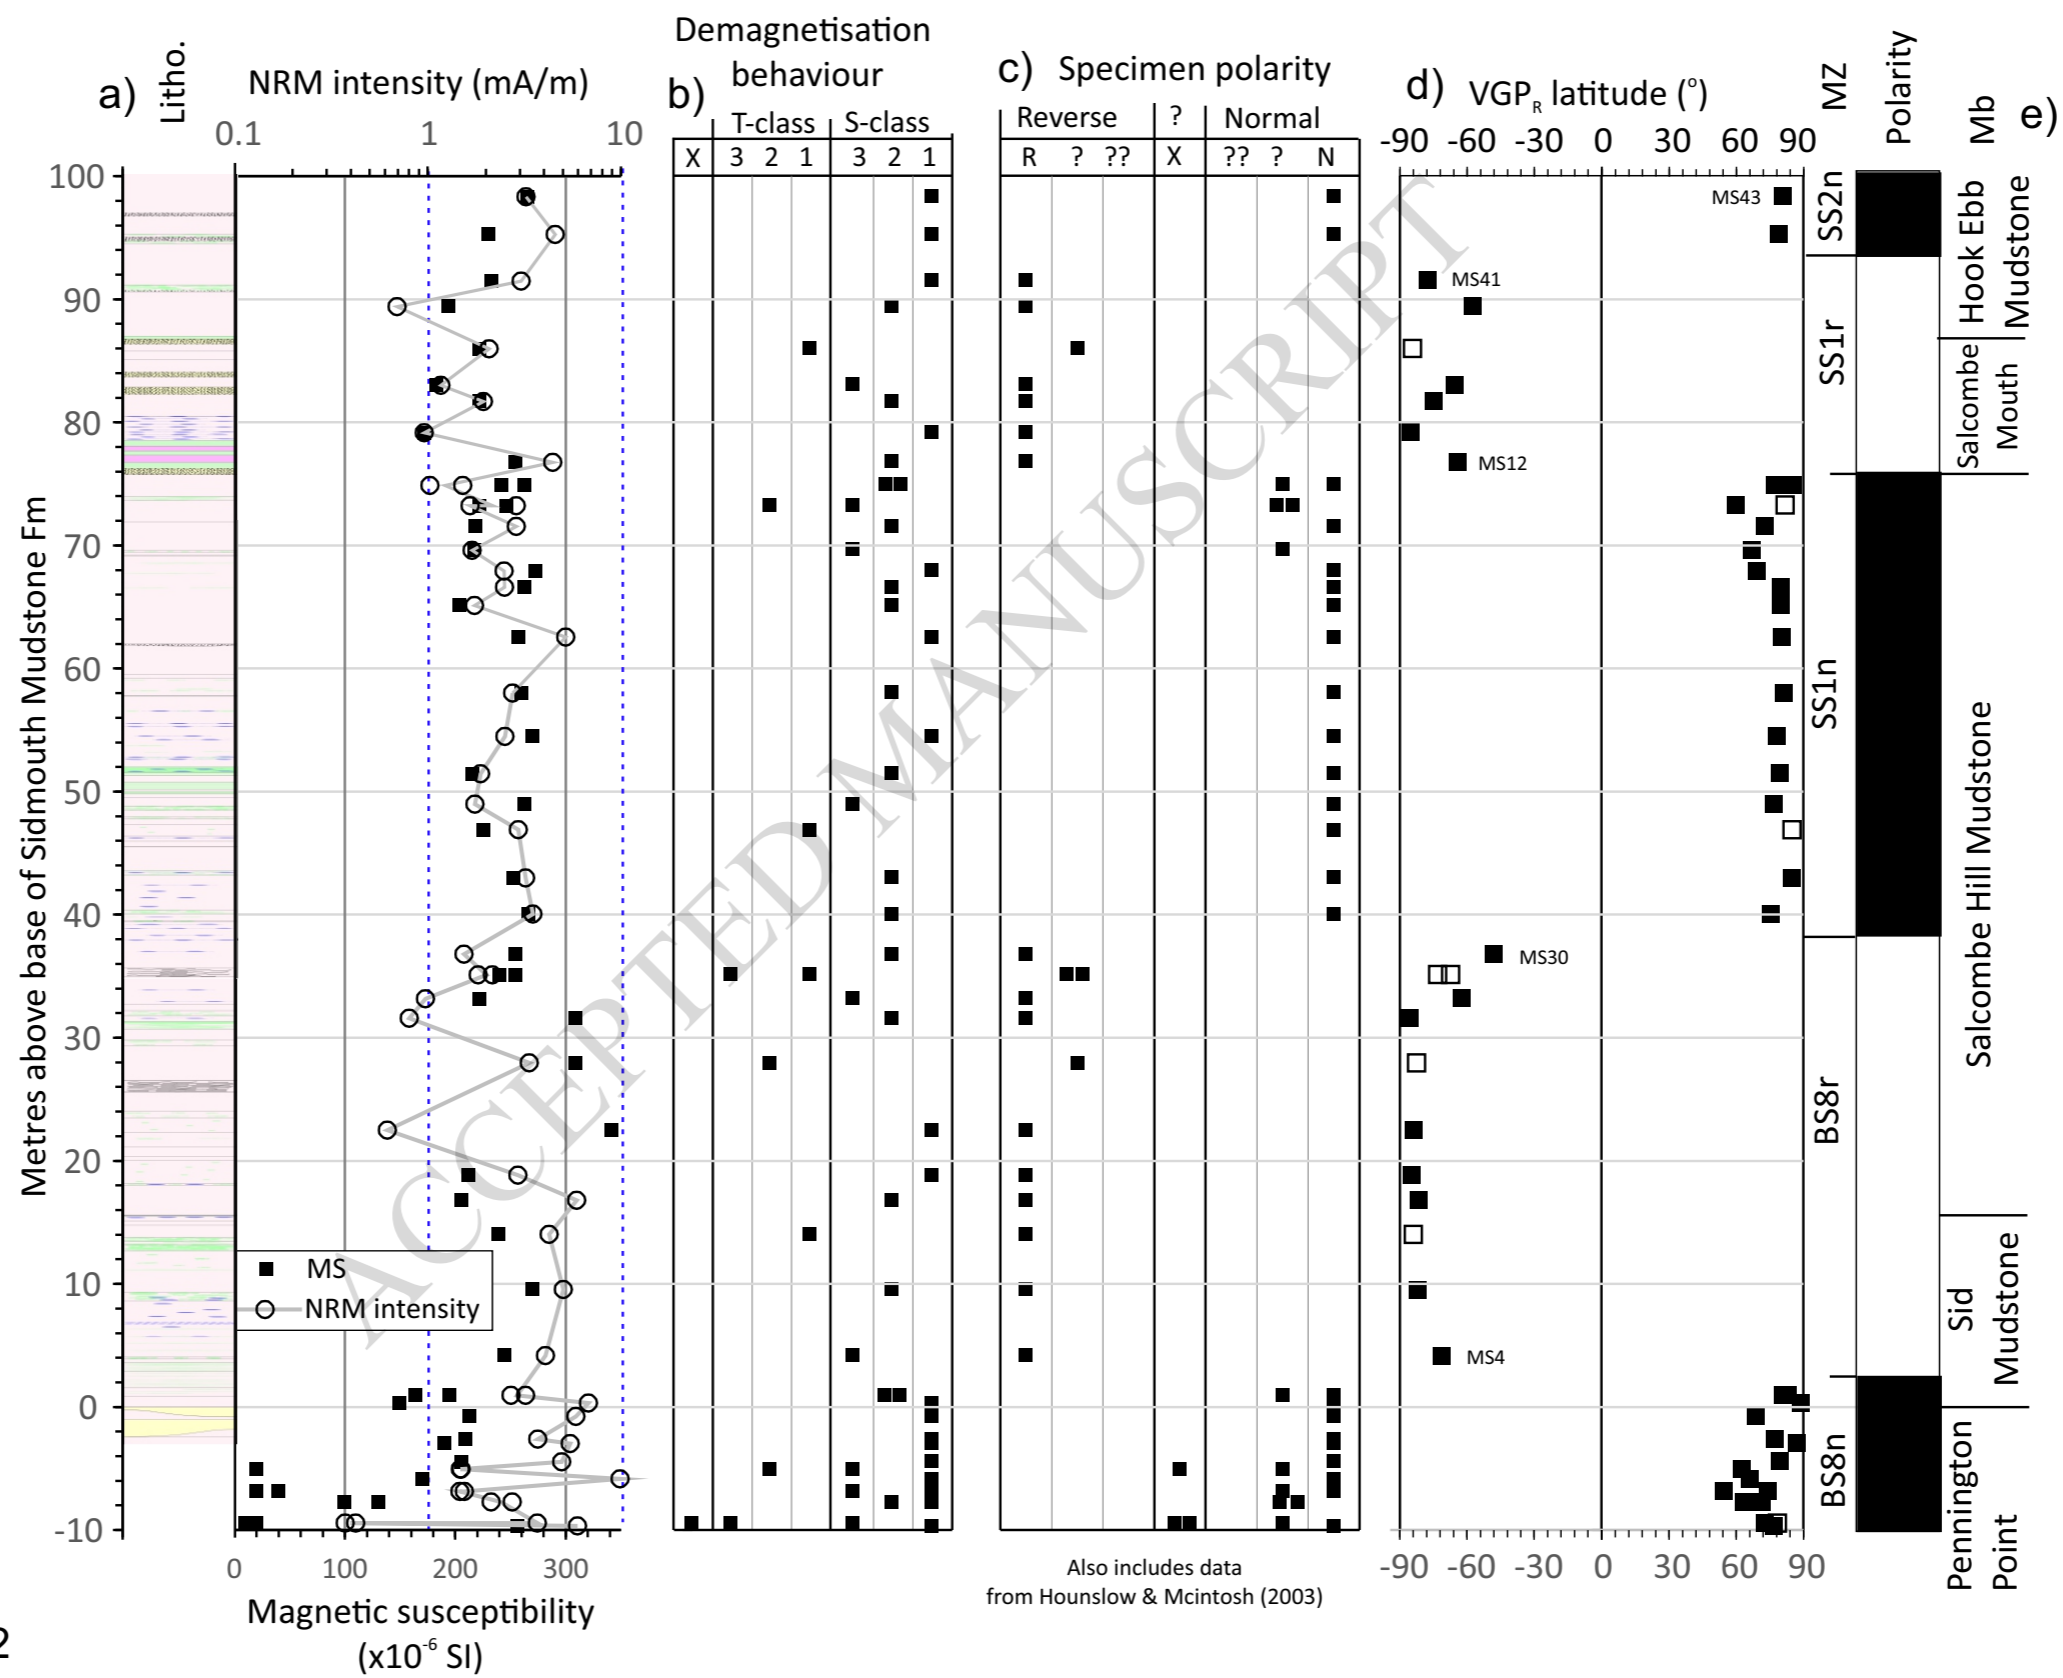 a)
Litho.
NRM intensity (mA/m)
0.1 1 10
Demagnetisation
behaviour
b)
T-class S-class
X 3 2 1 3 2 1
c) Specimen polarity
Reverse ? Normal
R ? ?? X ?? ? N
d) VGPR latitude (°)
-90 -60 -30 0 30 60 90
MZ
Polarity
Mb
e)
Metres above base of Sidmouth Mudstone Fm
100
90
80
70
60
50
40
30
20
10
0
-10
MS43
MS41
MS12
MS30
MS4
SS2n
SS1r
SS1n
BS8r
BS8n
Hook Ebb
Mudstone
Salcombe
Mouth
Salcombe Hill Mudstone
Sid
Mudstone
Pennington
Point
MS
NRM intensity
ACCEPTED MANUSCRIPT
0 100 200 300
Magnetic susceptibility
(x10-6 SI)
Also includes data
from Hounslow & Mcintosh (2003)
-90 -60 -30 0 30 60 90
2